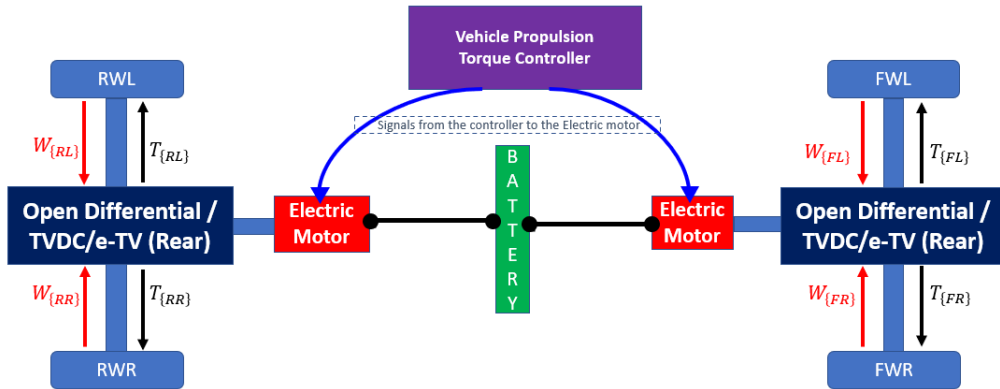 Vehicle Propulsion
Torque Controller
RWL
FWL
Signals from the controller to the Electric motor
W{RL}
T{RL}
W{FL}
T{FL}
Open Differential /
TVDC/e-TV (Rear)
Electric
Motor
BATTERY
Electric
Motor
Open Differential /
TVDC/e-TV (Rear)
W{RR}
T{RR}
W{FR}
T{FR}
RWR
FWR